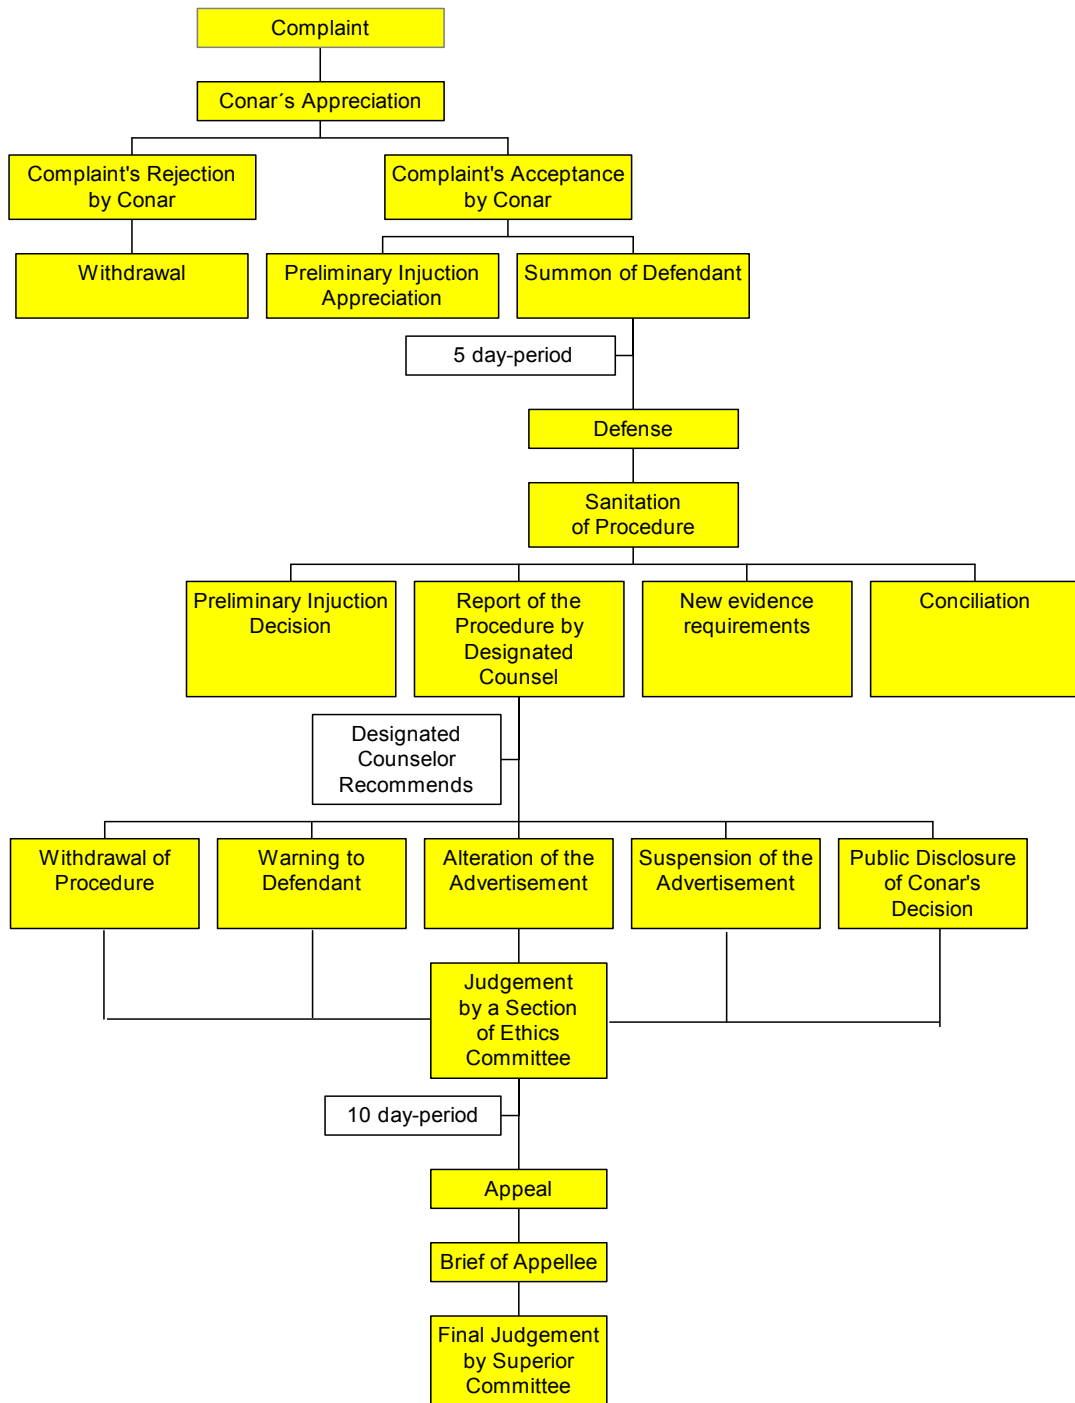 Complaint
Conar´s Appreciation
Complaint's Rejection
by Conar
Complaint's Acceptance
by Conar
Withdrawal
Preliminary Injuction
Appreciation
Summon of Defendant
5 day-period
Defense
Sanitation
of Procedure
Preliminary Injuction
Decision
Report of the
Procedure by
Designated
Counsel
New evidence
requirements
Conciliation
Designated
Counselor
Recommends
Withdrawal of
Procedure
Warning to
Defendant
Alteration of the
Advertisement
Suspension of the
Advertisement
Public Disclosure
of Conar's
Decision
Judgement
by a Section
of Ethics
Committee
10 day-period
Appeal
Brief of Appellee
Final Judgement
by Superior
Committee